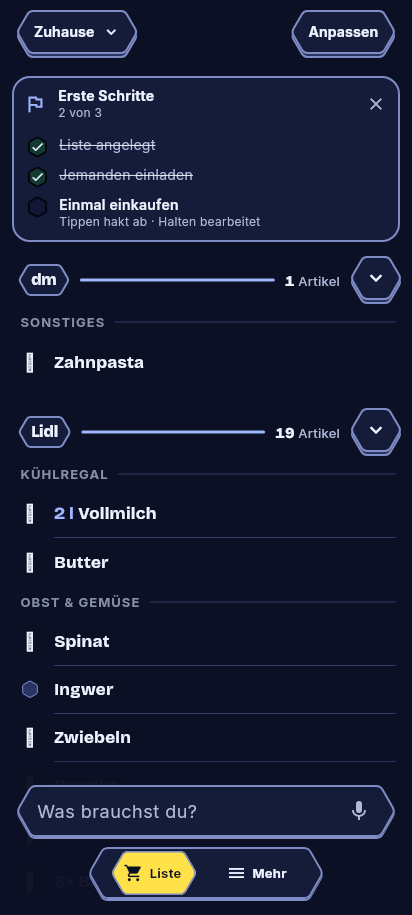 Zuhause
Anpassen
Erste Schritte
2 von 3
Liste angelegt
Jemanden einladen
Einmal einkaufen
Tippen hakt ab · Halten bearbeitet
dm
1 Artikel
SONSTIGES
Zahnpasta
Lidl
19 Artikel
KÜHLREGAL
2 l Vollmilch
Butter
OBST & GEMÜSE
Spinat
Ingwer
Zwiebeln
Was brauchst du?
Liste
Mehr